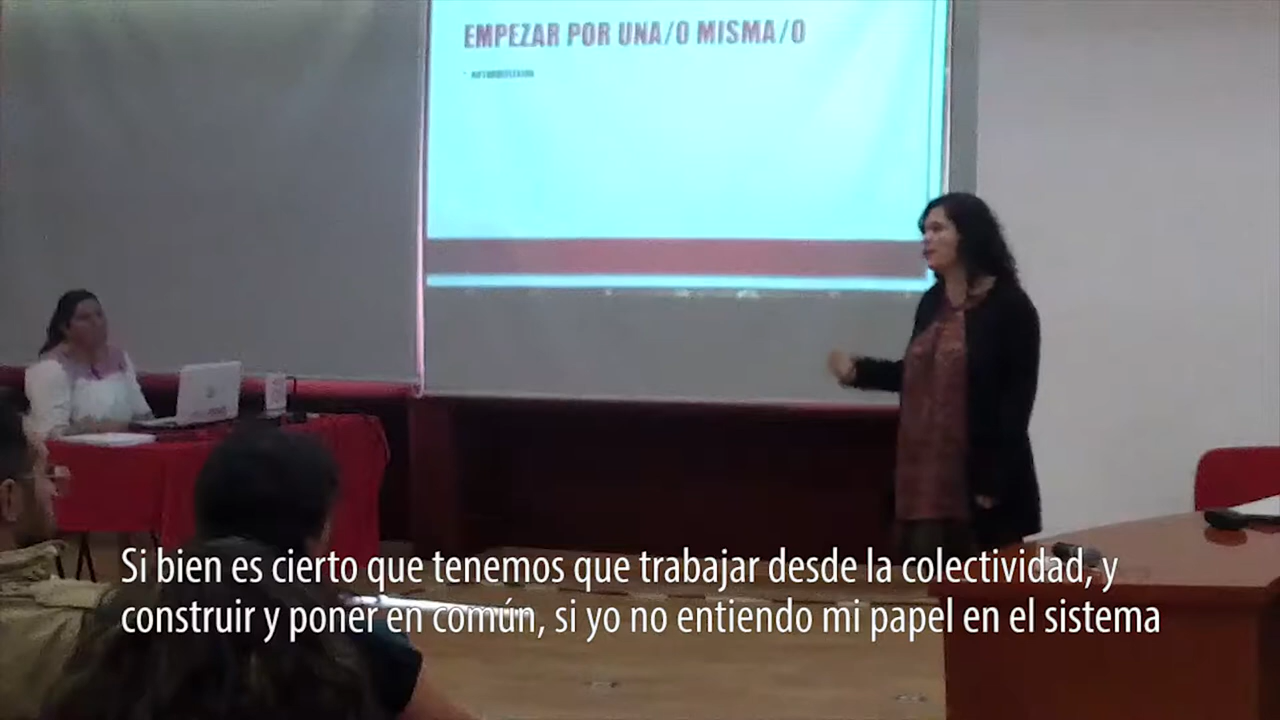 EMPEZAR POR UNA/O MISMA/O
AUTORREFLEXIÓN
Si bien es cierto que tenemos que trabajar desde la colectividad, y
construir y poner en común, si yo no entiendo mi papel en el sistema